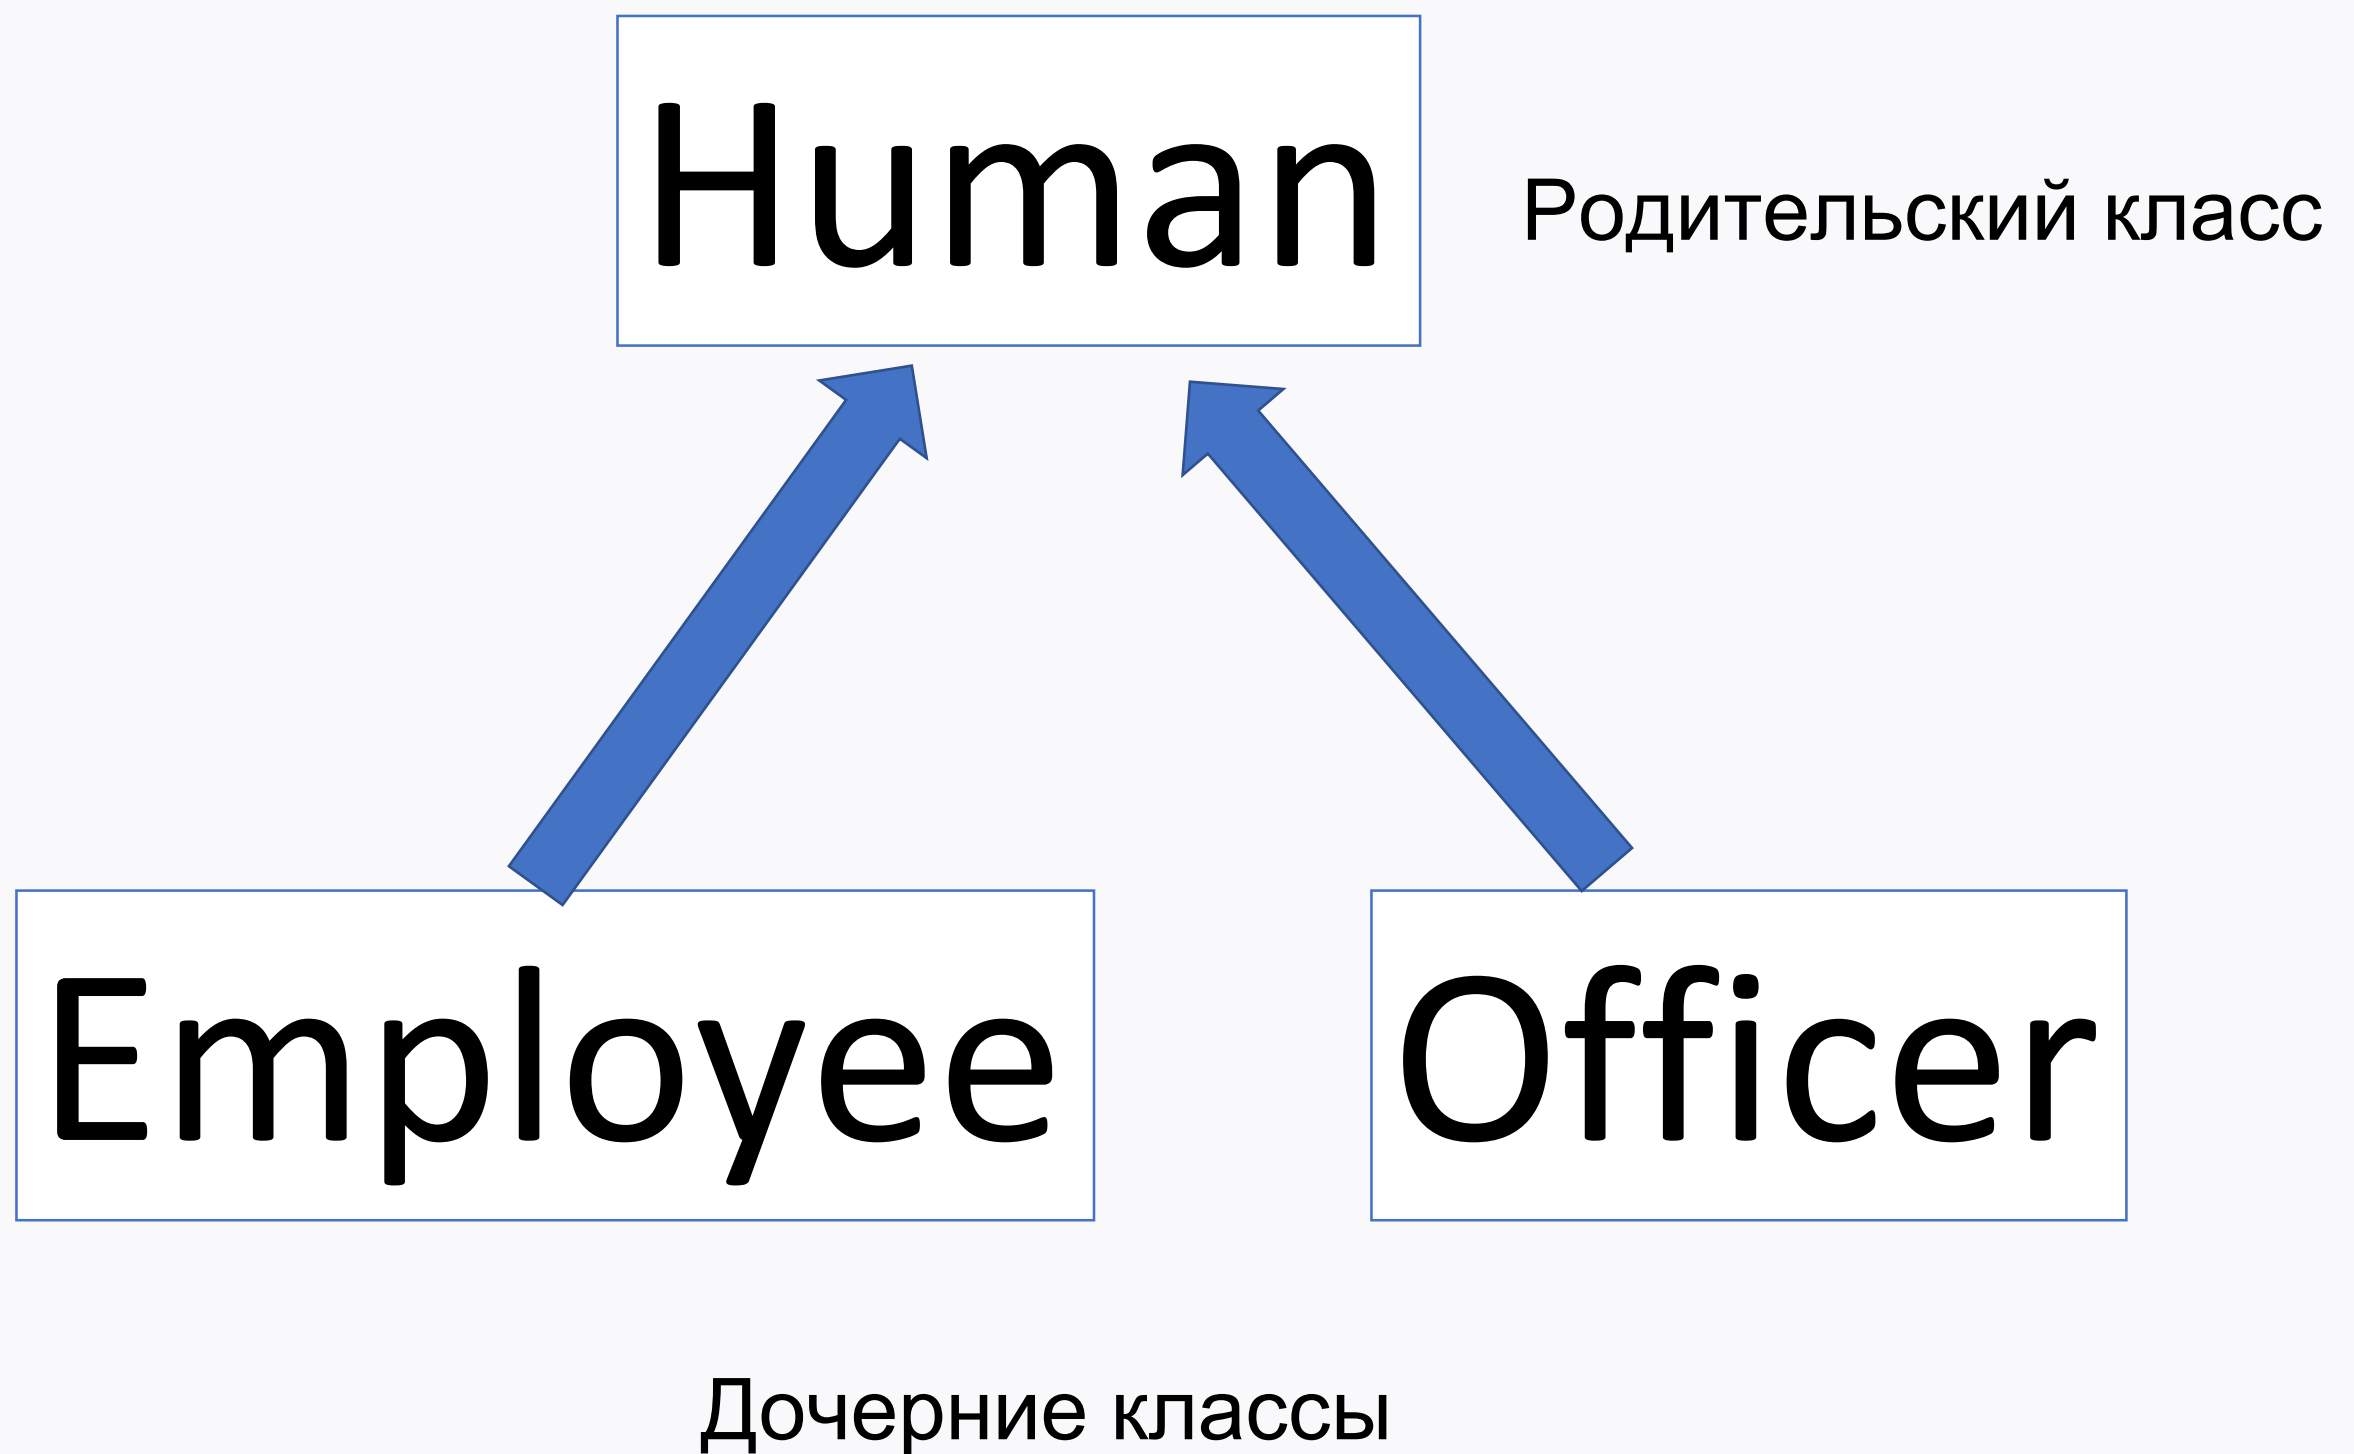 Human
Родительский класс
Employee
Officer
Дочерние классы